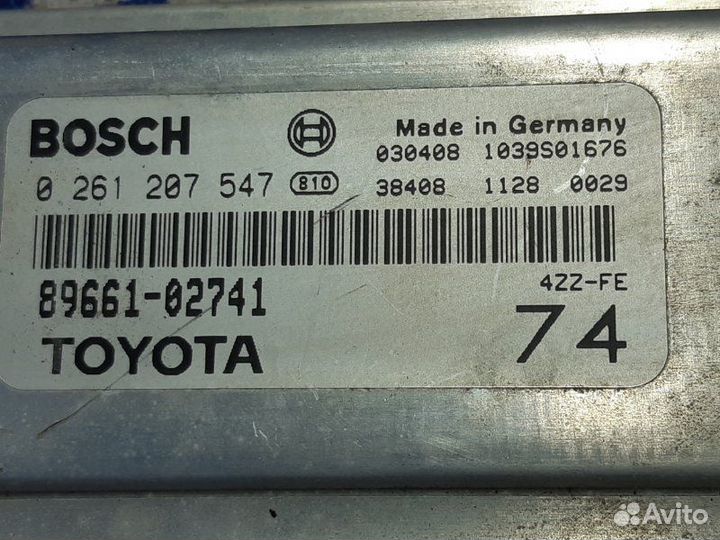 BOSCH
Made in Germany
030408 1039S01676
0 261 207 547 810 38408 1128 0029
89661-02741
4ZZ-FE
TOYOTA
74
Avito